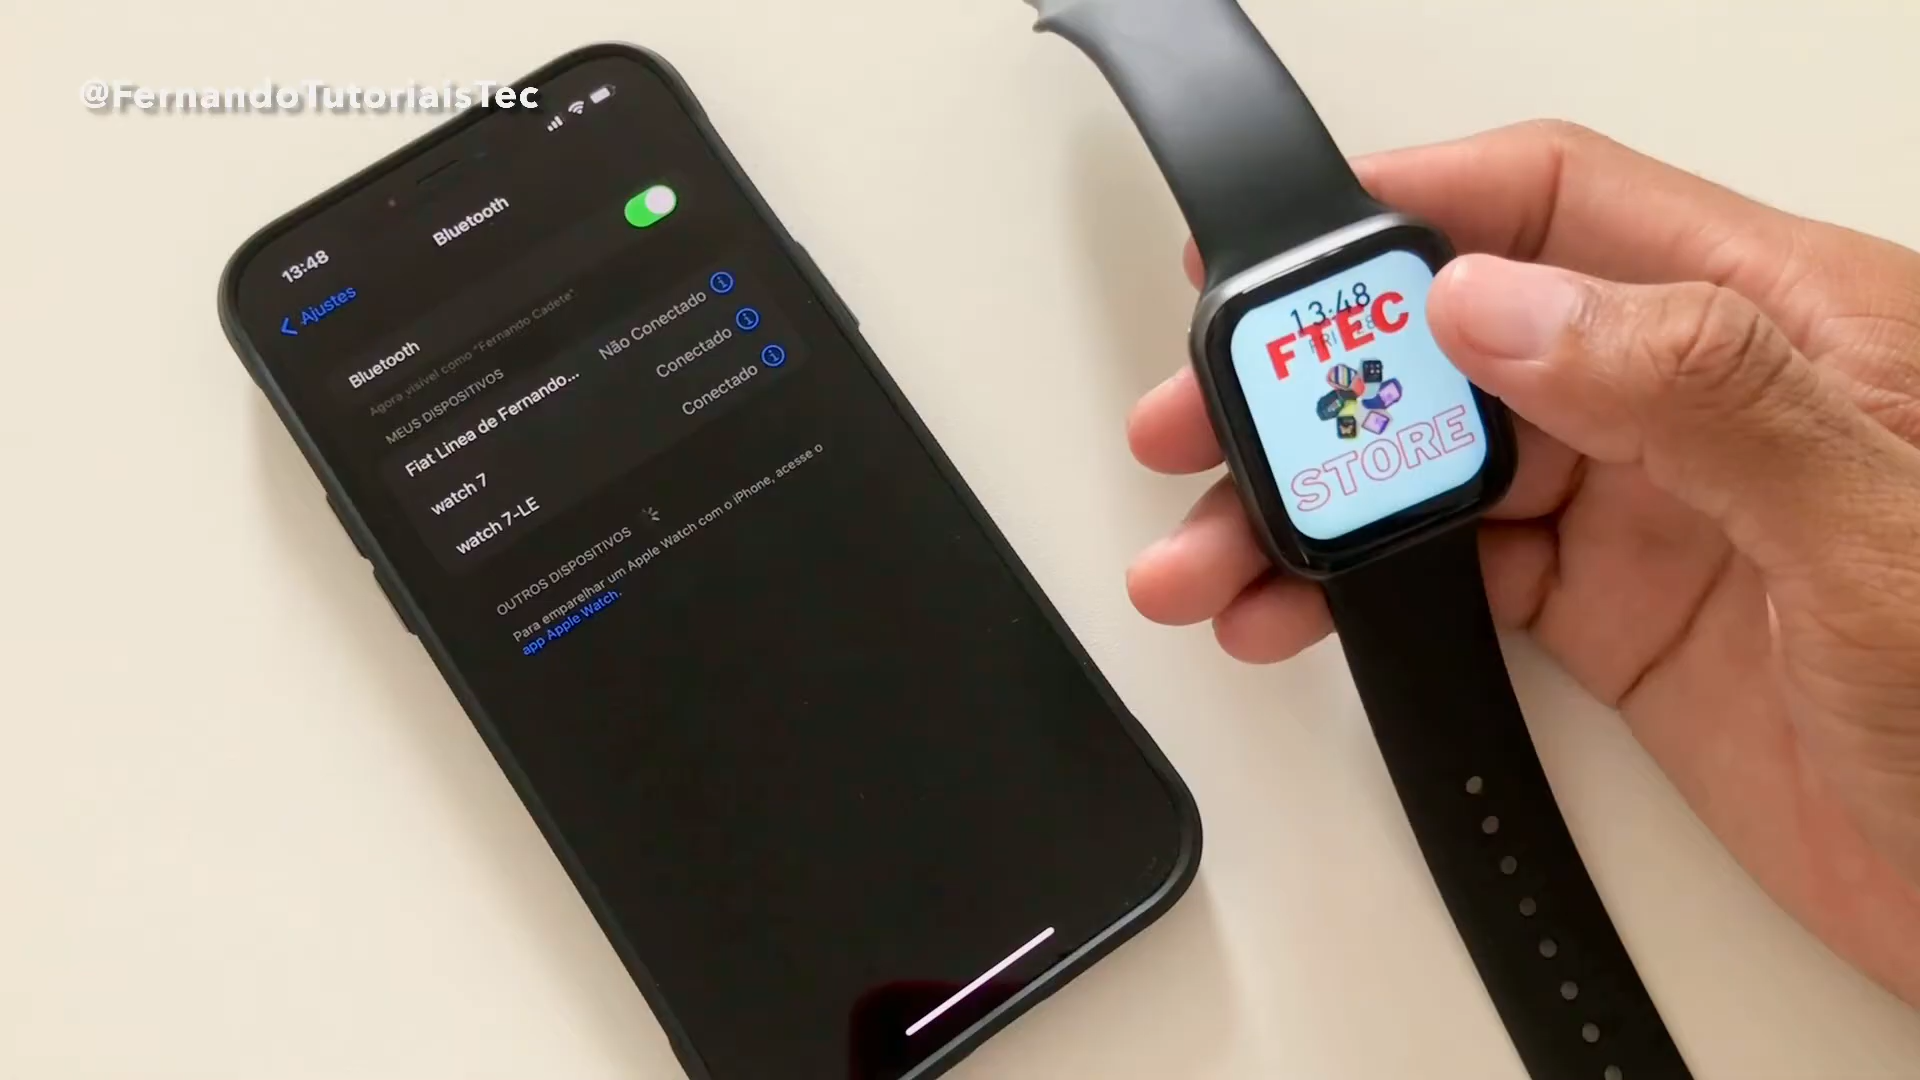 @FernandoTutoriaisTec
13:48
Bluetooth
Ajustes
Bluetooth
Agora visível como "Fernando Cadete".
MEUS DISPOSITIVOS
Fiat Linea de Fernando... Não Conectado
watch 7 Conectado
watch 7-LE Conectado
OUTROS DISPOSITIVOS
Para emparelhar um Apple Watch com o iPhone, acesse o
app Apple Watch.
13:48
FRI 28
FTEC
STORE